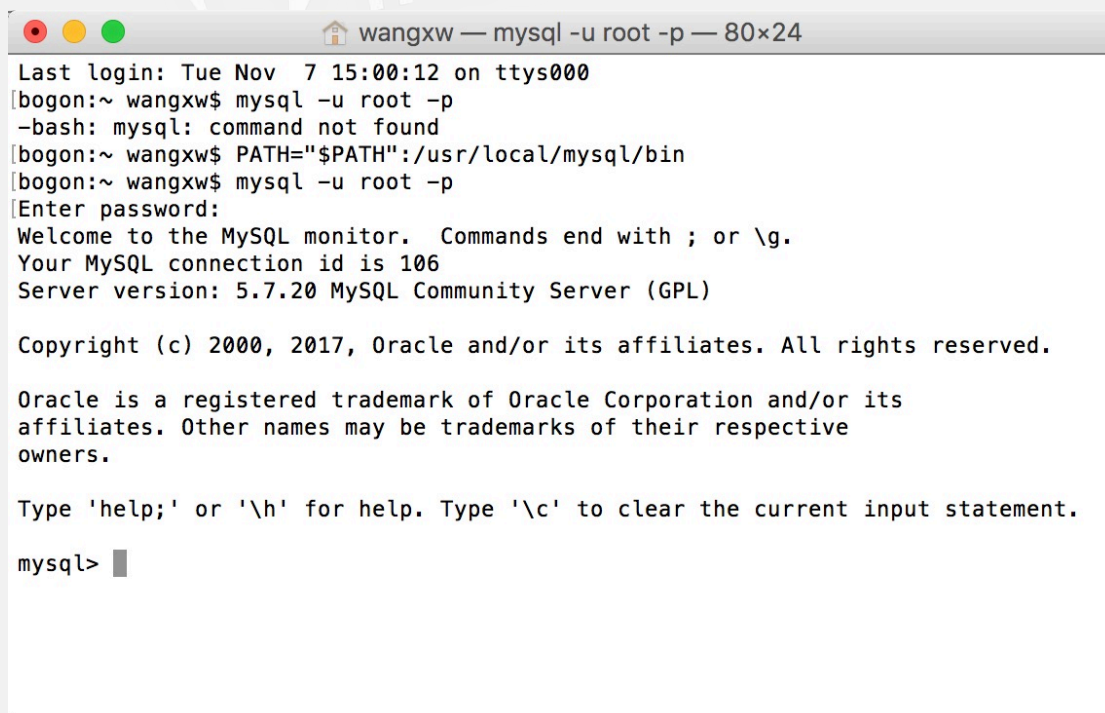 wangxw — mysql -u root -p — 80×24
Last login: Tue Nov  7 15:00:12 on ttys000
[bogon:~ wangxw$ mysql -u root -p
-bash: mysql: command not found
[bogon:~ wangxw$ PATH="$PATH":/usr/local/mysql/bin
[bogon:~ wangxw$ mysql -u root -p
[Enter password:
Welcome to the MySQL monitor.  Commands end with ; or \g.
Your MySQL connection id is 106
Server version: 5.7.20 MySQL Community Server (GPL)

Copyright (c) 2000, 2017, Oracle and/or its affiliates. All rights reserved.

Oracle is a registered trademark of Oracle Corporation and/or its
affiliates. Other names may be trademarks of their respective
owners.

Type 'help;' or '\h' for help. Type '\c' to clear the current input statement.

mysql>